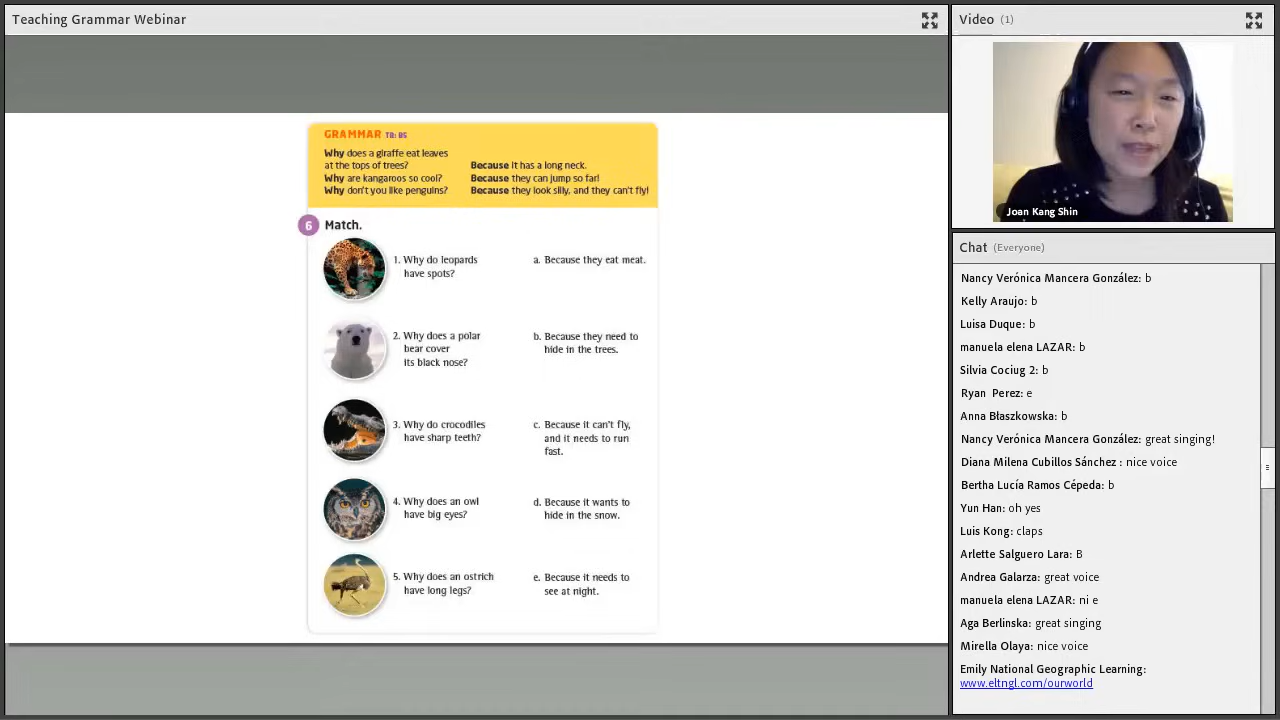 Teaching Grammar Webinar
GRAMMAR TR: B5
Why does a giraffe eat leaves
at the tops of trees? Because it has a long neck.
Why are kangaroos so cool? Because they can jump so far!
Why don't you like penguins? Because they look silly, and they can't fly!
6 Match.
1. Why do leopards
have spots?
a. Because they eat meat.
2. Why does a polar
bear cover
its black nose?
b. Because they need to
hide in the trees.
3. Why do crocodiles
have sharp teeth?
c. Because it can't fly,
and it needs to run
fast.
4. Why does an owl
have big eyes?
d. Because it wants to
hide in the snow.
5. Why does an ostrich
have long legs?
e. Because it needs to
see at night.
Video (1)
Joan Kang Shin
Chat (Everyone)
Nancy Verónica Mancera González: b
Kelly Araujo: b
Luisa Duque: b
manuela elena LAZAR: b
Silvia Cociug 2: b
Ryan Perez: e
Anna Błaszkowska: b
Nancy Verónica Mancera González: great singing!
Diana Milena Cubillos Sánchez : nice voice
Bertha Lucía Ramos Cépeda: b
Yun Han: oh yes
Luis Kong: claps
Arlette Salguero Lara: B
Andrea Galarza: great voice
manuela elena LAZAR: ni e
Aga Berlinska: great singing
Mirella Olaya: nice voice
Emily National Geographic Learning:
www.eltngl.com/ourworld